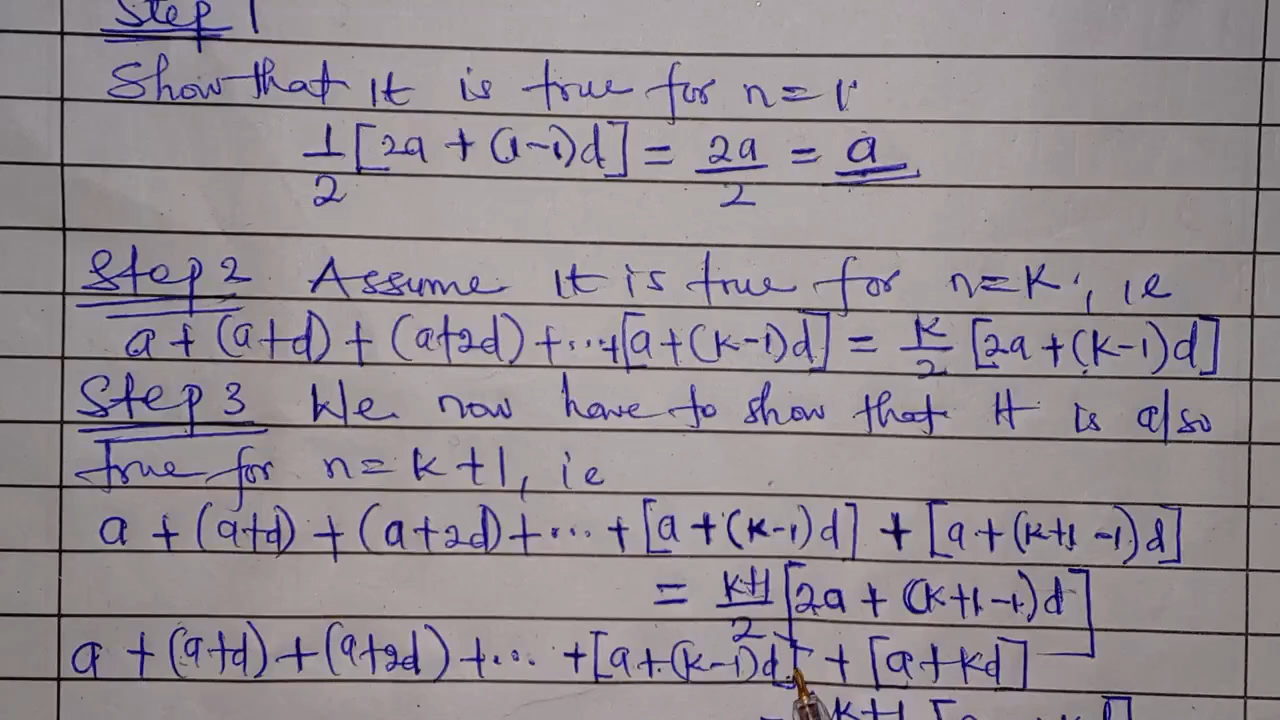 Step 1
Show that it is true for n = 1
1/2 [2a + (1-1)d] = 2a/2 = a
Step 2 Assume it is true for n = k, ie
a + (a+d) + (a+2d) + ... + [a + (k-1)d] = k/2 [2a + (k-1)d]
Step 3 We now have to show that it is also
true for n = k+1, ie
a + (a+d) + (a+2d) + ... + [a + (k-1)d] + [a + (k+1-1)d]
= k+1/2 [2a + (k+1-1)d]
a + (a+d) + (a+2d) + ... + [a + (k-1)d] + [a + kd]
= k+1 [